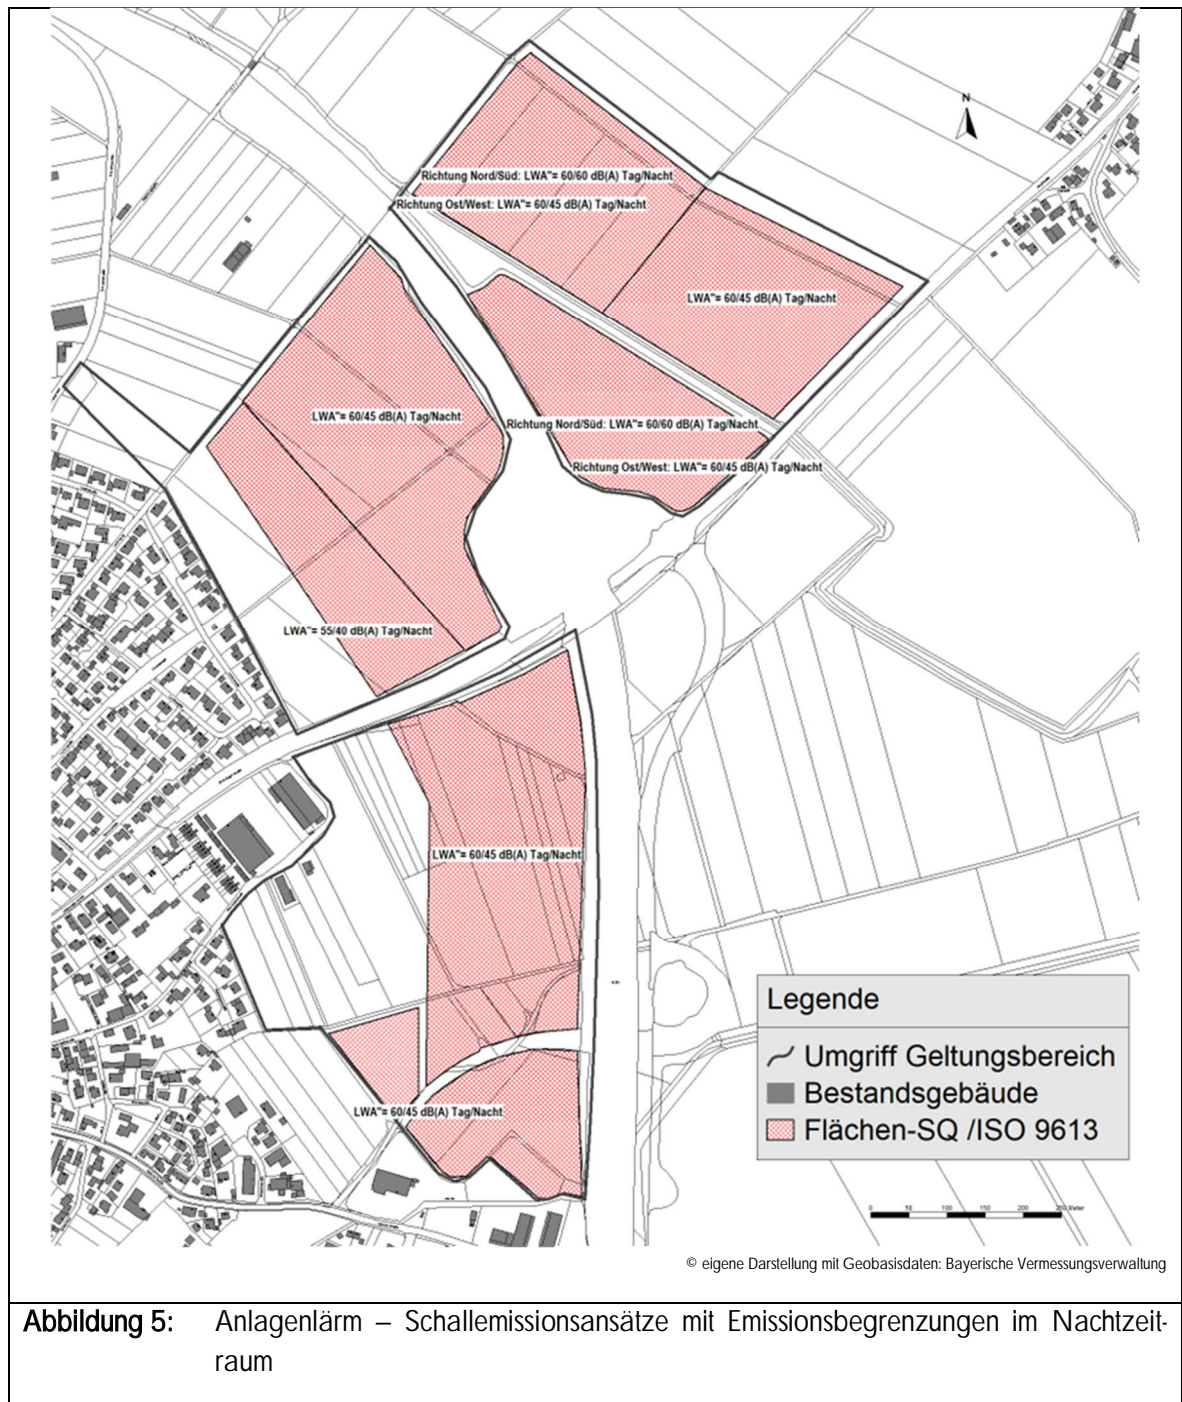 N
Richtung Nord/Süd: LWA"= 60/60 dB(A) Tag/Nacht
Richtung Ost/West: LWA"= 60/45 dB(A) Tag/Nacht
LWA"= 60/45 dB(A) Tag/Nacht
LWA"= 60/45 dB(A) Tag/Nacht
Richtung Nord/Süd: LWA"= 60/60 dB(A) Tag/Nacht
Richtung Ost/West: LWA"= 60/45 dB(A) Tag/Nacht
LWA"= 55/40 dB(A) Tag/Nacht
LWA"= 60/45 dB(A) Tag/Nacht
LWA"= 60/45 dB(A) Tag/Nacht
Legende
Umgriff Geltungsbereich
Bestandsgebäude
Flächen-SQ /ISO 9613
0 50 100 150 200 250 Meter
© eigene Darstellung mit Geobasisdaten: Bayerische Vermessungsverwaltung
Abbildung 5: Anlagenlärm – Schallemissionsansätze mit Emissionsbegrenzungen im Nachtzeit-
raum